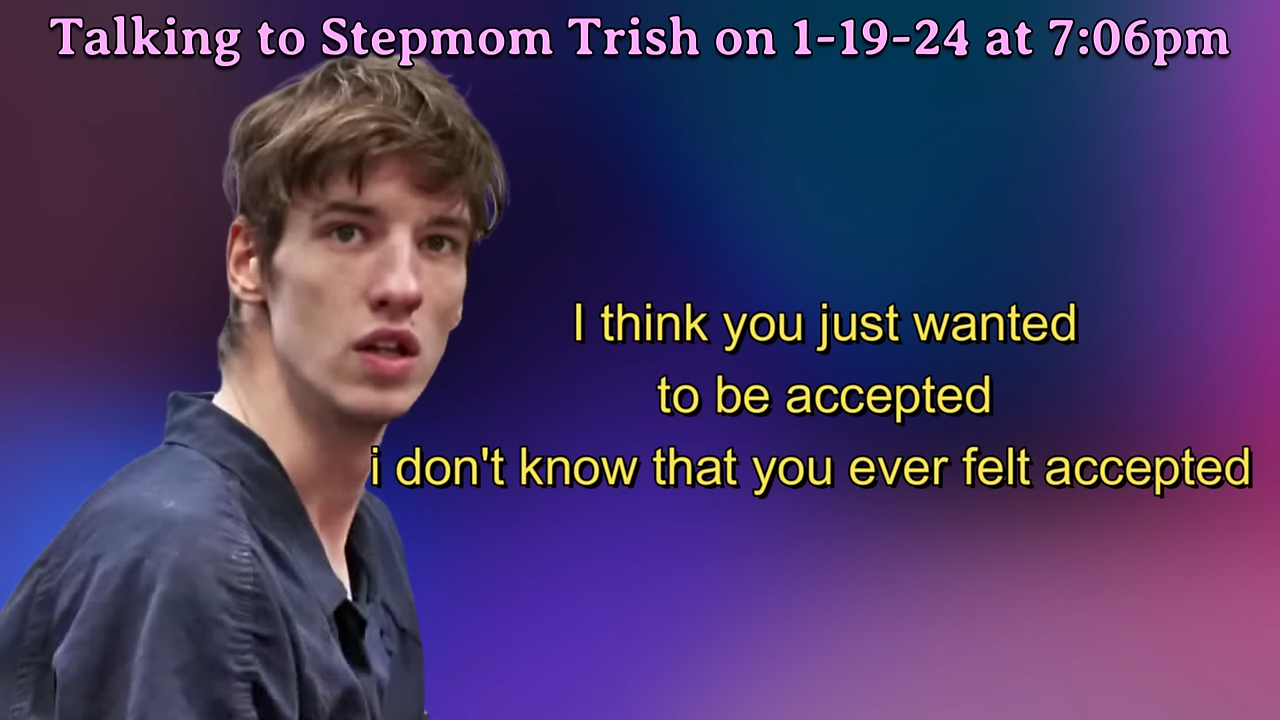 Talking to Stepmom Trish on 1-19-24 at 7:06pm
I think you just wanted
to be accepted
i don't know that you ever felt accepted